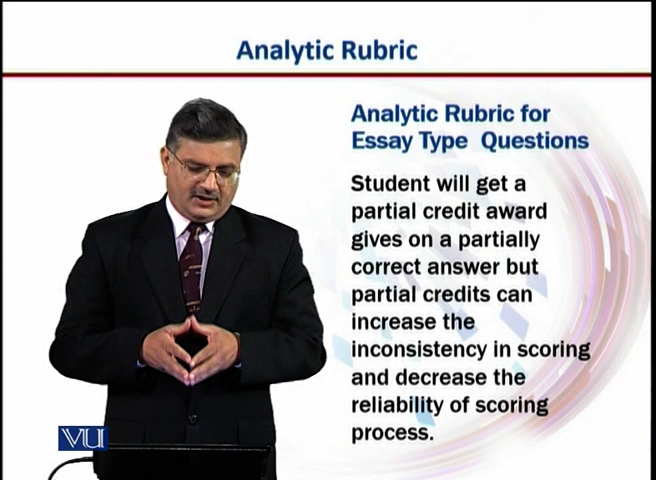 Analytic Rubric
Analytic Rubric for
Essay Type Questions
Student will get a
partial credit award
gives on a partially
correct answer but
partial credits can
increase the
inconsistency in scoring
and decrease the
reliability of scoring
process.
VU